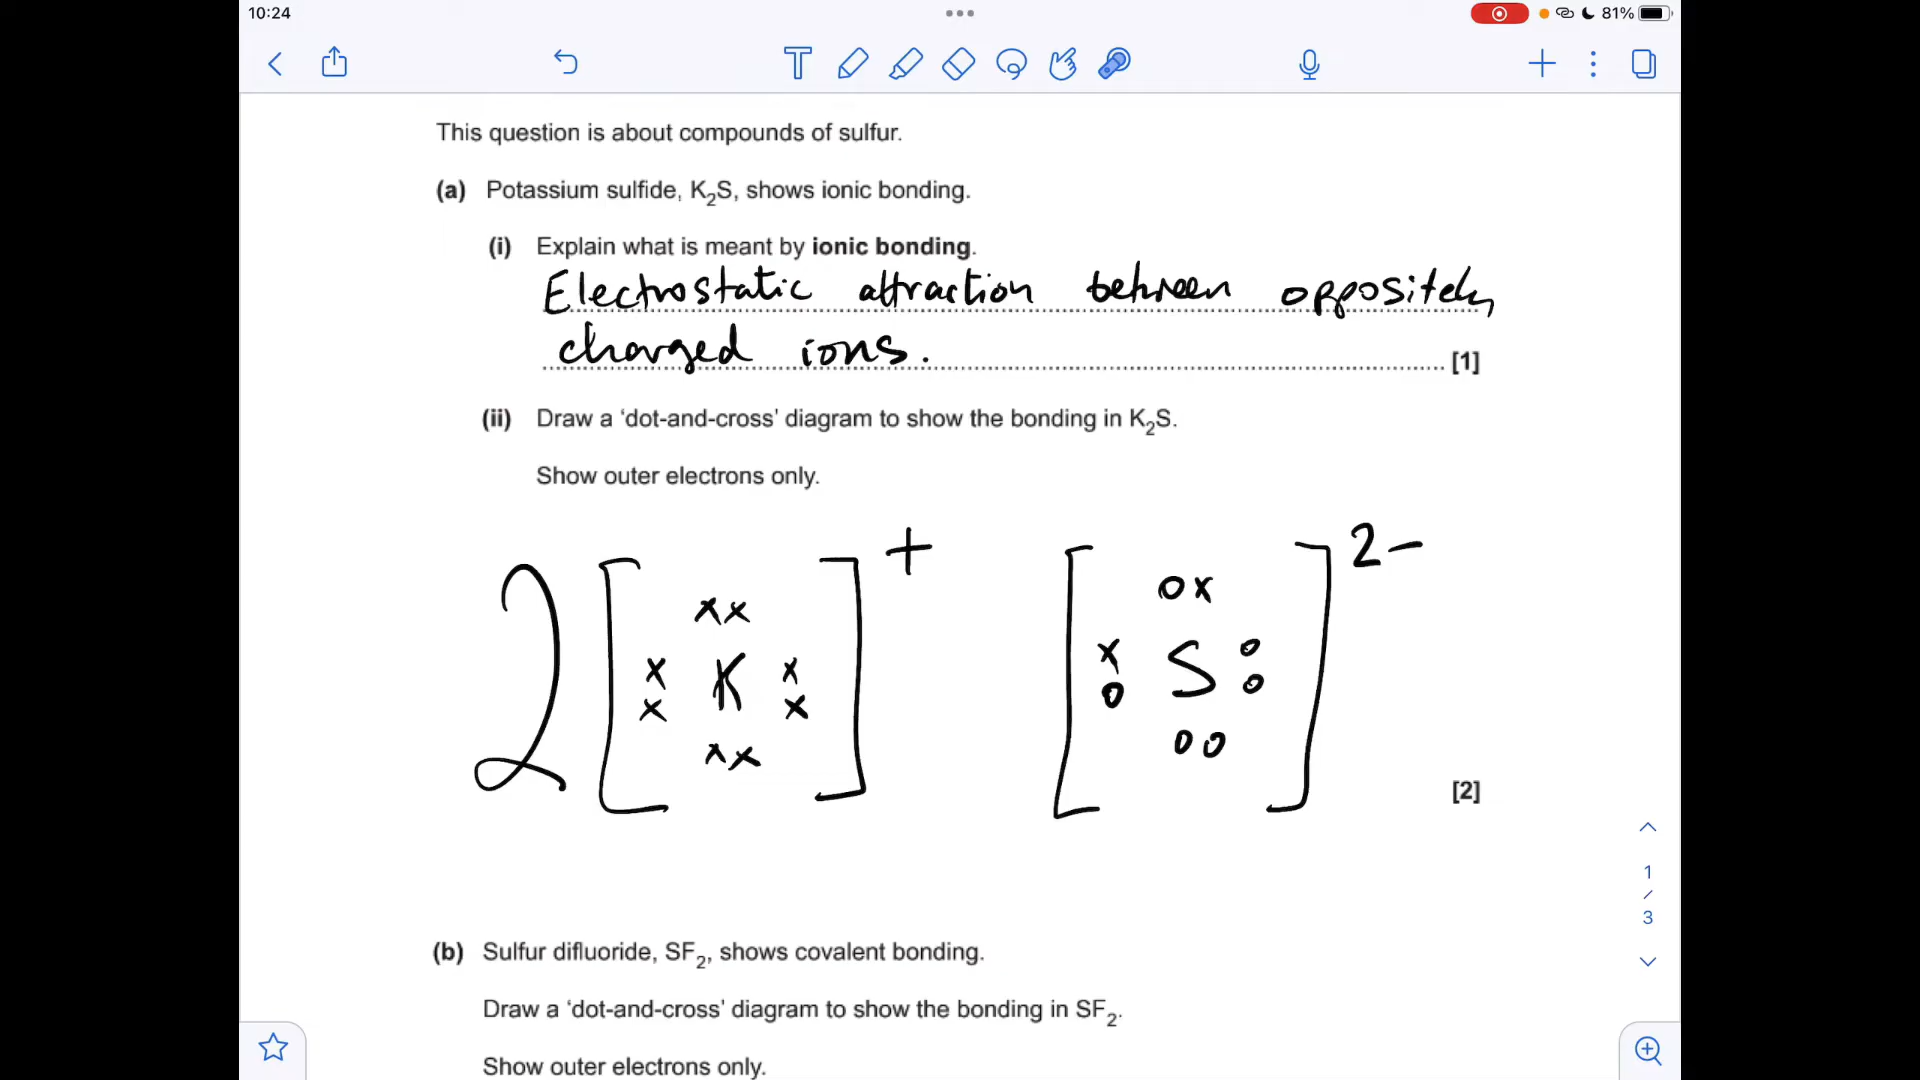 10:24
81%
This question is about compounds of sulfur.
(a) Potassium sulfide, K₂S, shows ionic bonding.
(i) Explain what is meant by ionic bonding.
Electrostatic attraction between oppositely
charged ions.
[1]
(ii) Draw a ‘dot-and-cross’ diagram to show the bonding in K₂S.
Show outer electrons only.
2 [ K ]+ [ S ]2-
[2]
1
/
3
(b) Sulfur difluoride, SF₂, shows covalent bonding.
Draw a ‘dot-and-cross’ diagram to show the bonding in SF₂.
Show outer electrons only.